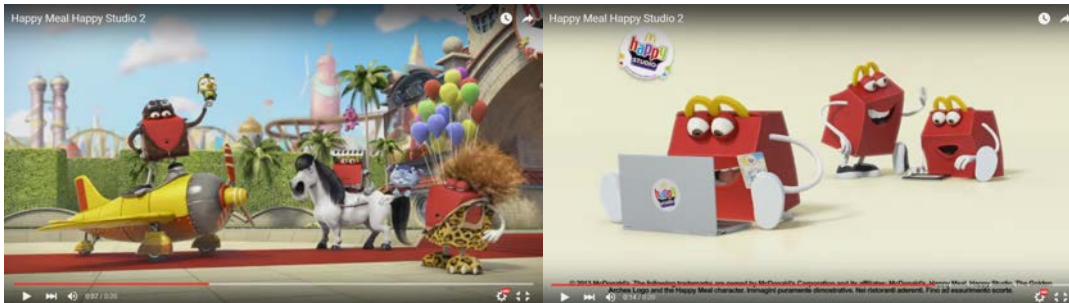 Happy Meal Happy Studio 2
0:07 / 0:20
Happy Meal Happy Studio 2
happy
STUDIO
© 2013 McDonald's. The following trademarks are owned by McDonald's Corporation and its affiliates: McDonald's, Happy Meal, Happy Studio, The Golden
Arches Logo and the Happy Meal character. Immagini puramente dimostrative. Nei ristoranti aderenti. Fino ad esaurimento scorte.
0:14 / 0:20